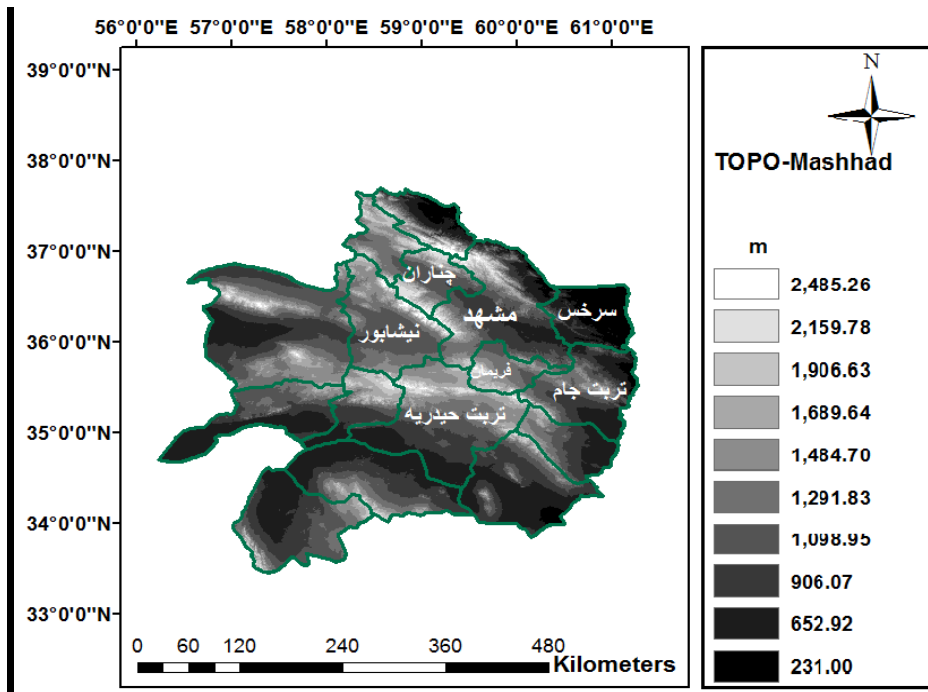 56°0'0"E 57°0'0"E 58°0'0"E 59°0'0"E 60°0'0"E 61°0'0"E
39°0'0"N
38°0'0"N
37°0'0"N
36°0'0"N
35°0'0"N
34°0'0"N
33°0'0"N
چناران
سرخس
مشهد
نیشابور
فریمان
تربت جام
تربت حیدریه
0 60 120 240 360 480
Kilometers
N
TOPO-Mashhad
m
2,485.26
2,159.78
1,906.63
1,689.64
1,484.70
1,291.83
1,098.95
906.07
652.92
231.00